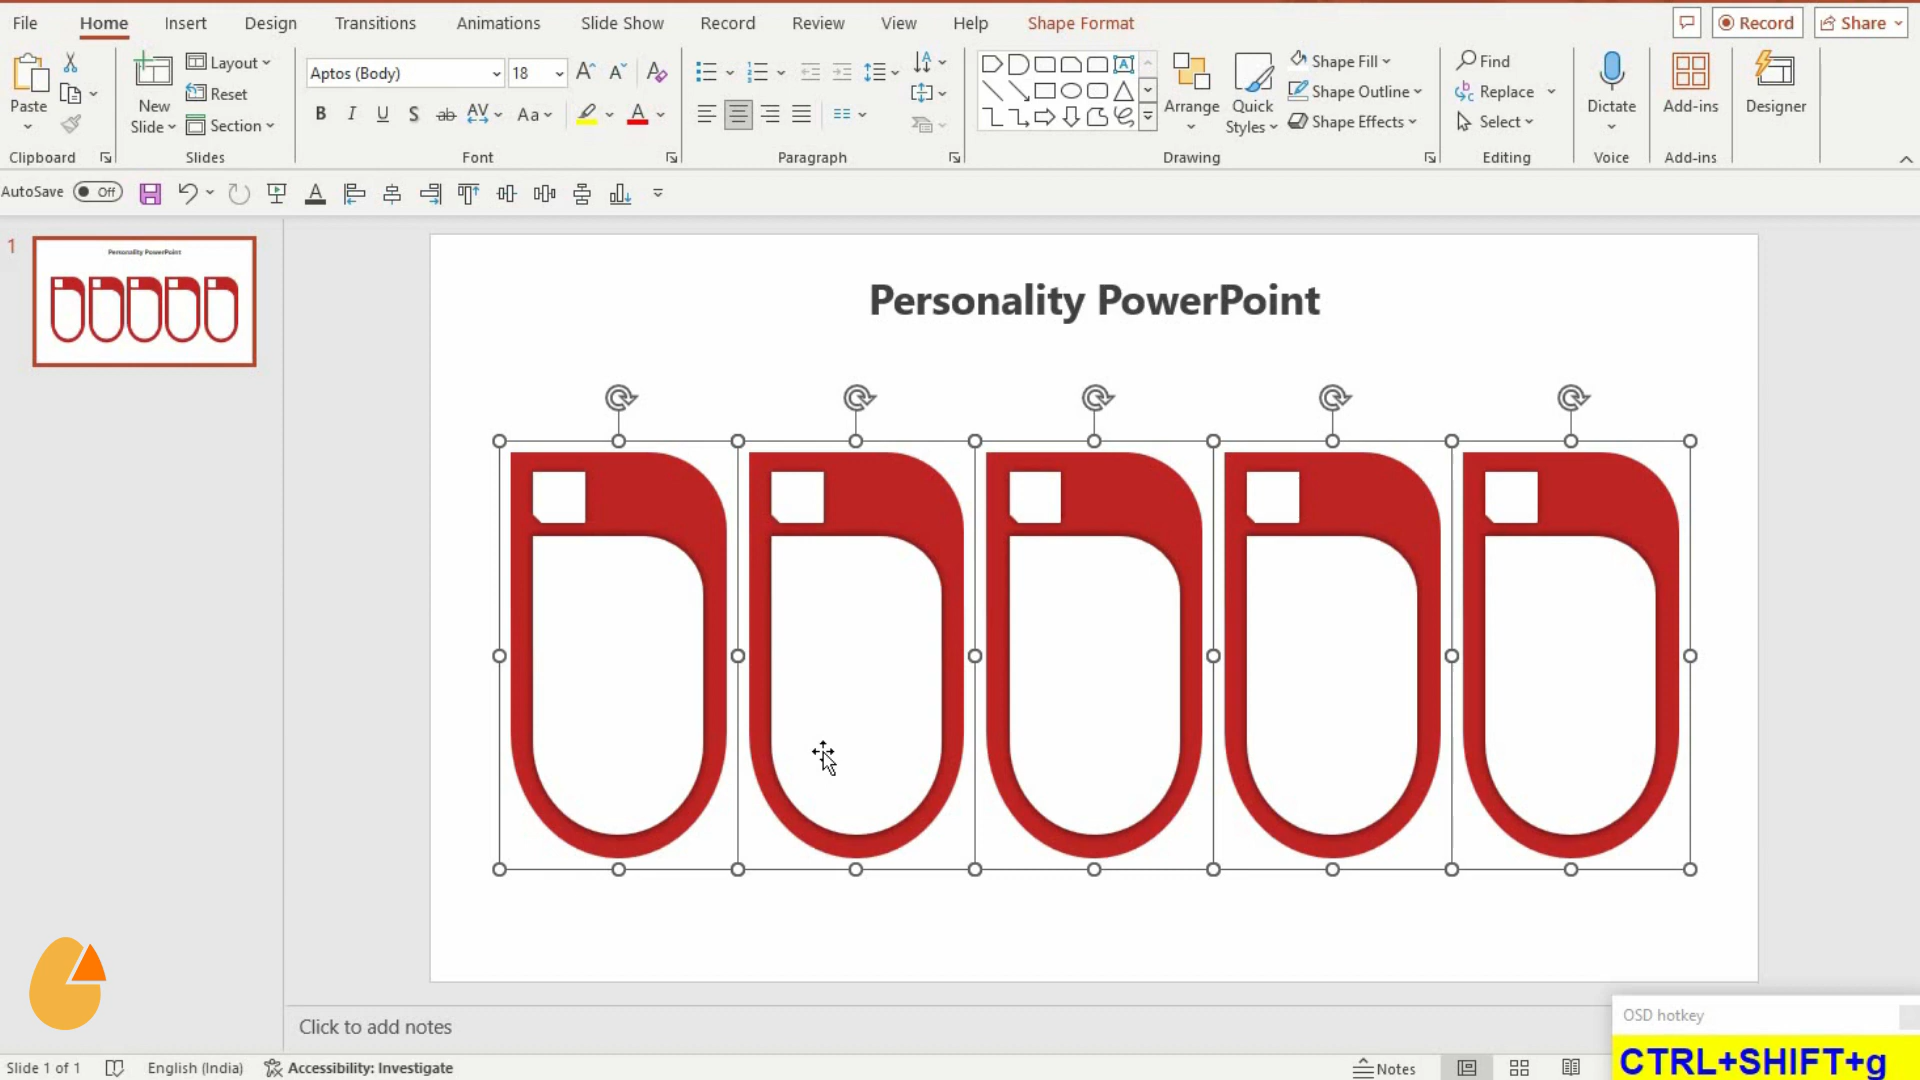 File Home Insert Design Transitions Animations Slide Show Record Review View Help Shape Format Record Share
Paste
Clipboard
New
Slide
Layout
Reset
Section
Slides
Aptos (Body) 18
B I U S ab AV Aa A
Font
Paragraph
Arrange
Quick
Styles
Shape Fill
Shape Outline
Shape Effects
Drawing
Find
Replace
Select
Editing
Dictate
Voice
Add-ins
Add-ins
Designer
AutoSave Off
1
Personality PowerPoint
Personality PowerPoint
Click to add notes
OSD hotkey
CTRL+SHIFT+g
Slide 1 of 1 English (India) Accessibility: Investigate Notes